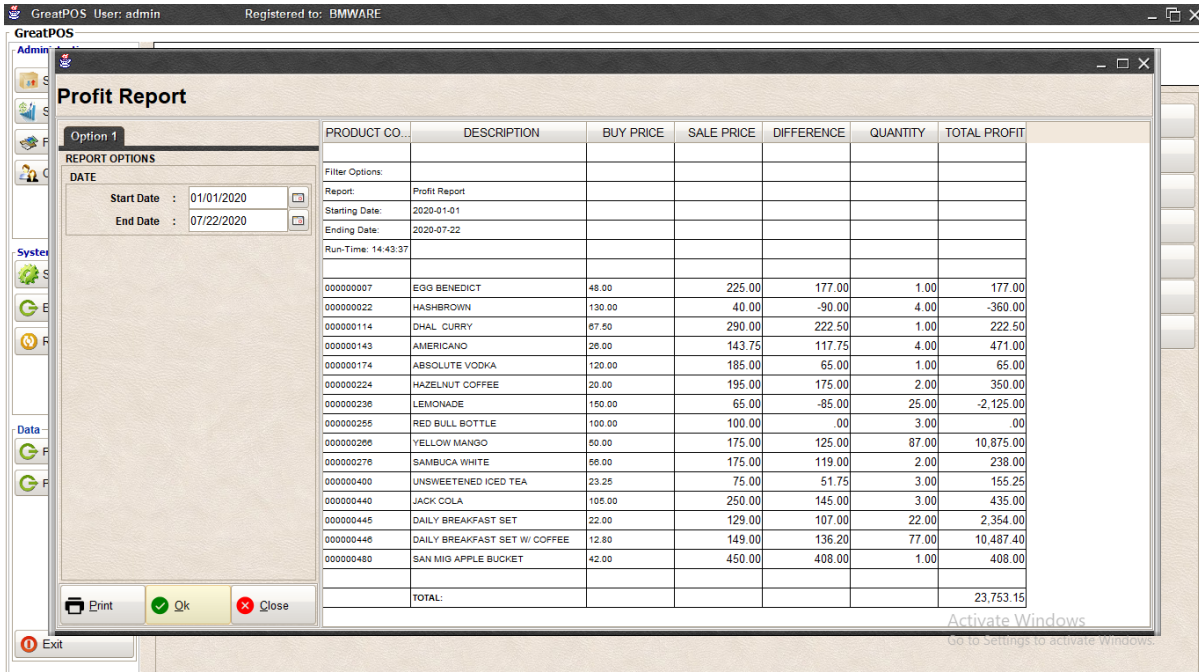 GreatPOS User: admin Registered to: BMWARE
GreatPOS
Profit Report
Option 1
REPORT OPTIONS
DATE
Start Date : 01/01/2020
End Date : 07/22/2020
PRODUCT CO... DESCRIPTION BUY PRICE SALE PRICE DIFFERENCE QUANTITY TOTAL PROFIT
Filter Options:
Report: Profit Report
Starting Date: 2020-01-01
Ending Date: 2020-07-22
Run-Time: 14:43:37
000000007 EGG BENEDICT 48.00 225.00 177.00 1.00 177.00
000000022 HASHBROWN 130.00 40.00 -90.00 4.00 -360.00
000000114 DHAL CURRY 67.50 290.00 222.50 1.00 222.50
000000143 AMERICANO 26.00 143.75 117.75 4.00 471.00
000000174 ABSOLUTE VODKA 120.00 185.00 65.00 1.00 65.00
000000224 HAZELNUT COFFEE 20.00 195.00 175.00 2.00 350.00
000000236 LEMONADE 150.00 65.00 -85.00 25.00 -2,125.00
000000255 RED BULL BOTTLE 100.00 100.00 .00 3.00 .00
000000266 YELLOW MANGO 50.00 175.00 125.00 87.00 10,875.00
000000276 SAMBUCA WHITE 56.00 175.00 119.00 2.00 238.00
000000400 UNSWEETENED ICED TEA 23.25 75.00 51.75 3.00 155.25
000000440 JACK COLA 105.00 250.00 145.00 3.00 435.00
000000445 DAILY BREAKFAST SET 22.00 129.00 107.00 22.00 2,354.00
000000446 DAILY BREAKFAST SET W/ COFFEE 12.80 149.00 136.20 77.00 10,487.40
000000480 SAN MIG APPLE BUCKET 42.00 450.00 408.00 1.00 408.00
TOTAL: 23,753.15
Print Ok Close
Data
Exit
Activate Windows
Go to Settings to activate Windows.